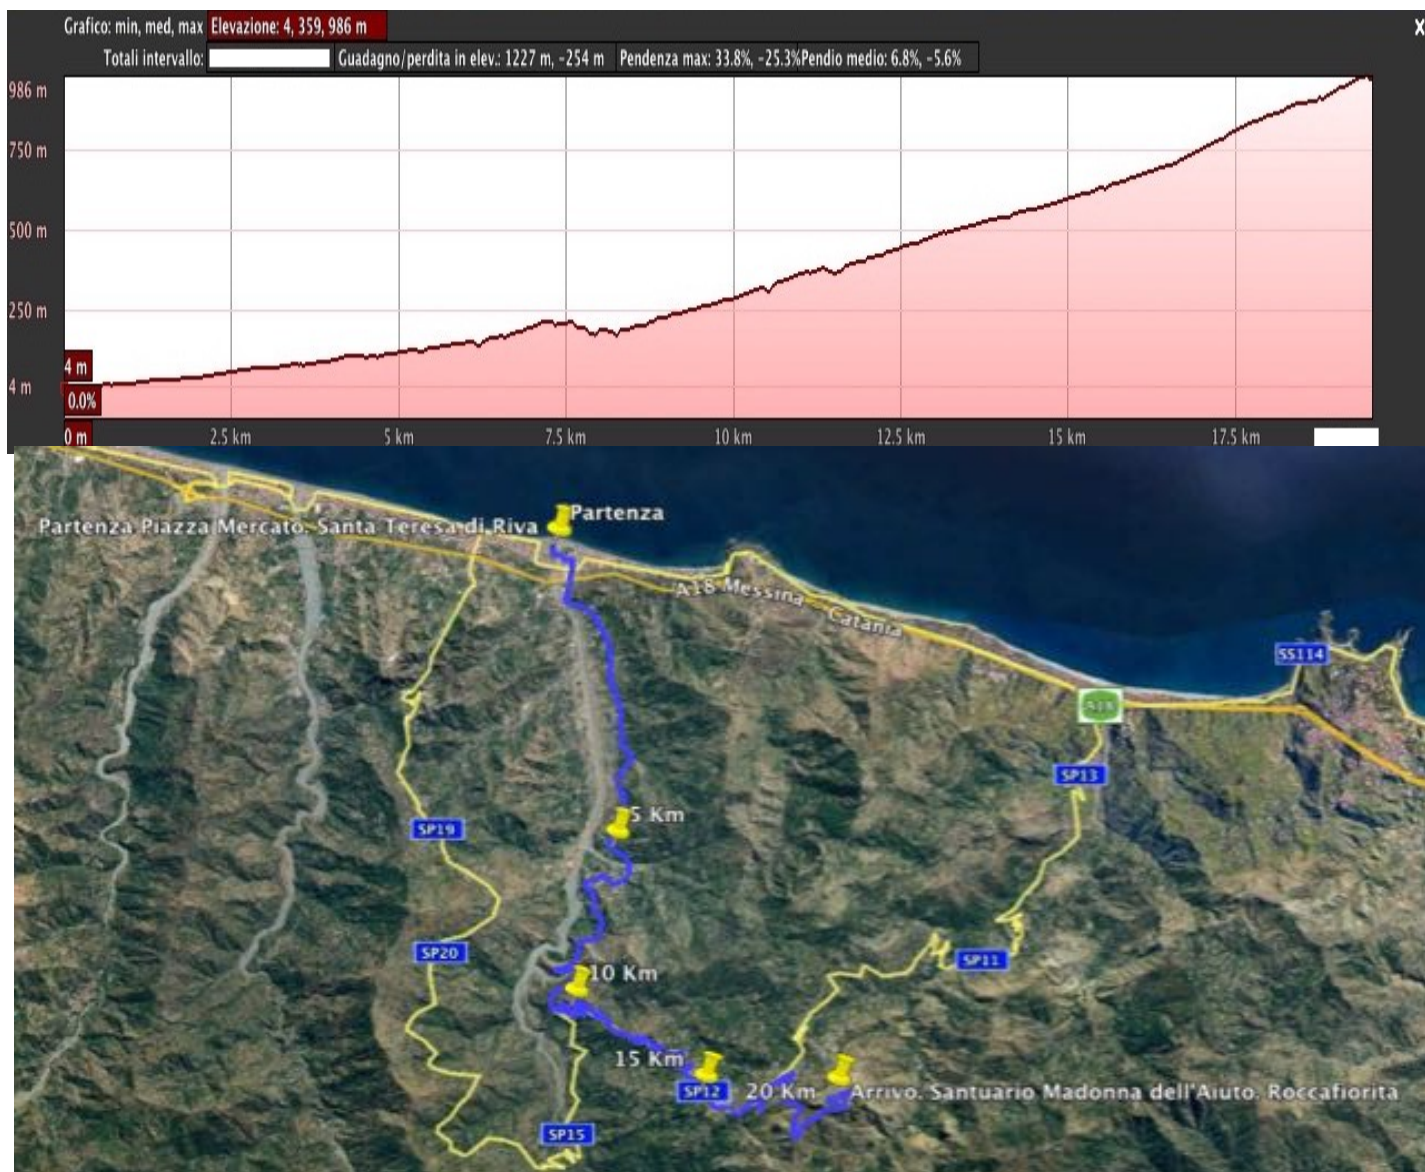 Grafico: min, med, max Elevazione: 4, 359, 986 m
X
Totali intervallo: Guadagno/perdita in elev.: 1227 m, -254 m Pendenza max: 33.8%, -25.3% Pendio medio: 6.8%, -5.6%
986 m
750 m
500 m
250 m
4 m
4 m
0.0%
0 m 2.5 km 5 km 7.5 km 10 km 12.5 km 15 km 17.5 km
Partenza
Partenza Piazza Mercato. Santa Teresa di Riva
A18 Messina - Catania
SS114
A18
SP13
5 Km
SP19
SP20
SP11
10 Km
15 Km
SP12
20 Km
Arrivo. Santuario Madonna dell'Aiuto. Roccafiorita
SP15